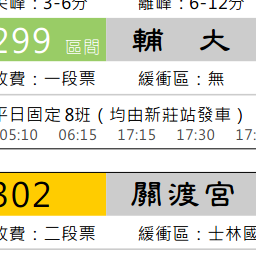 尖峰：3-6分 離峰：6-12分
299 區間 輔 大
收費：一段票 緩衝區：無
平日固定8班（均由新莊站發車）
05:10 06:15 17:15 17:30 17:
802 關渡宮
收費：二段票 緩衝區：士林國